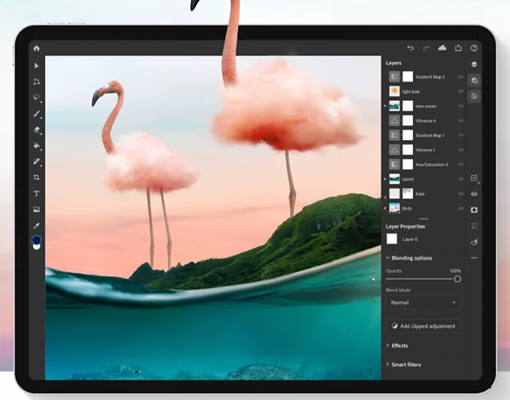 Layers
Gradient Map 2
light leak
new ocean
Vibrance 4
Gradient Map 1
Vibrance 1
Hue/Saturation 4
island
haze
birds
Layer Properties
Layer 0
Blending options
Opacity
100%
Blend Mode
Normal
Add clipped adjustment
Effects
Smart filters
T